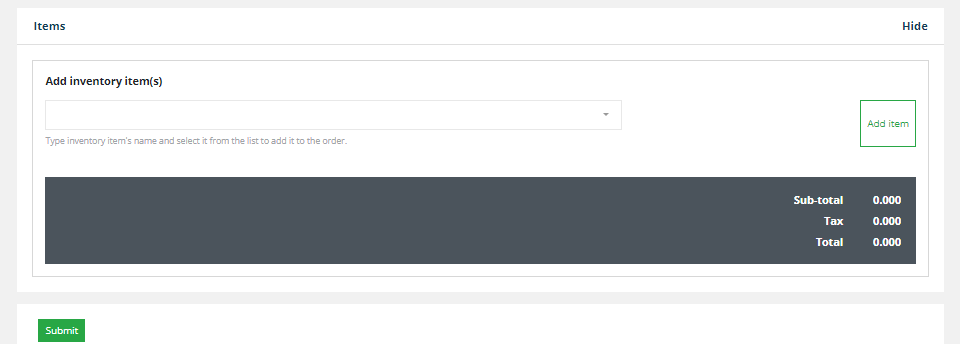 Items Hide
Add inventory item(s)
Add item
Type inventory item's name and select it from the list to add it to the order.
Sub-total 0.000
Tax 0.000
Total 0.000
Submit